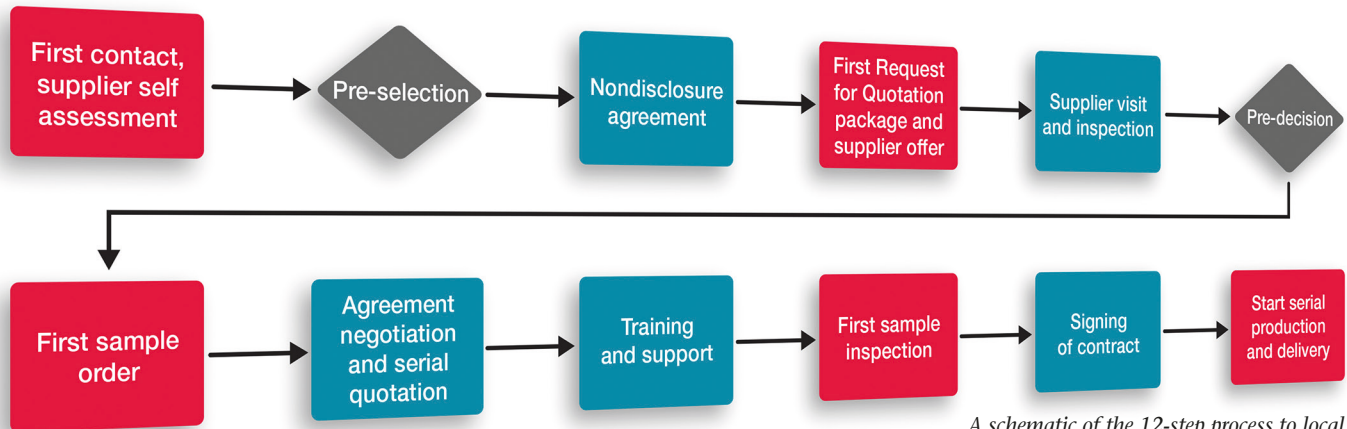 First contact,
supplier self
assessment
Pre-selection
Nondisclosure
agreement
First Request
for Quotation
package and
supplier offer
Supplier visit
and inspection
Pre-decision
First sample
order
Agreement
negotiation
and serial
quotation
Training
and support
First sample
inspection
Signing
of contract
Start serial
production
and delivery
A schematic of the 12-step process to local